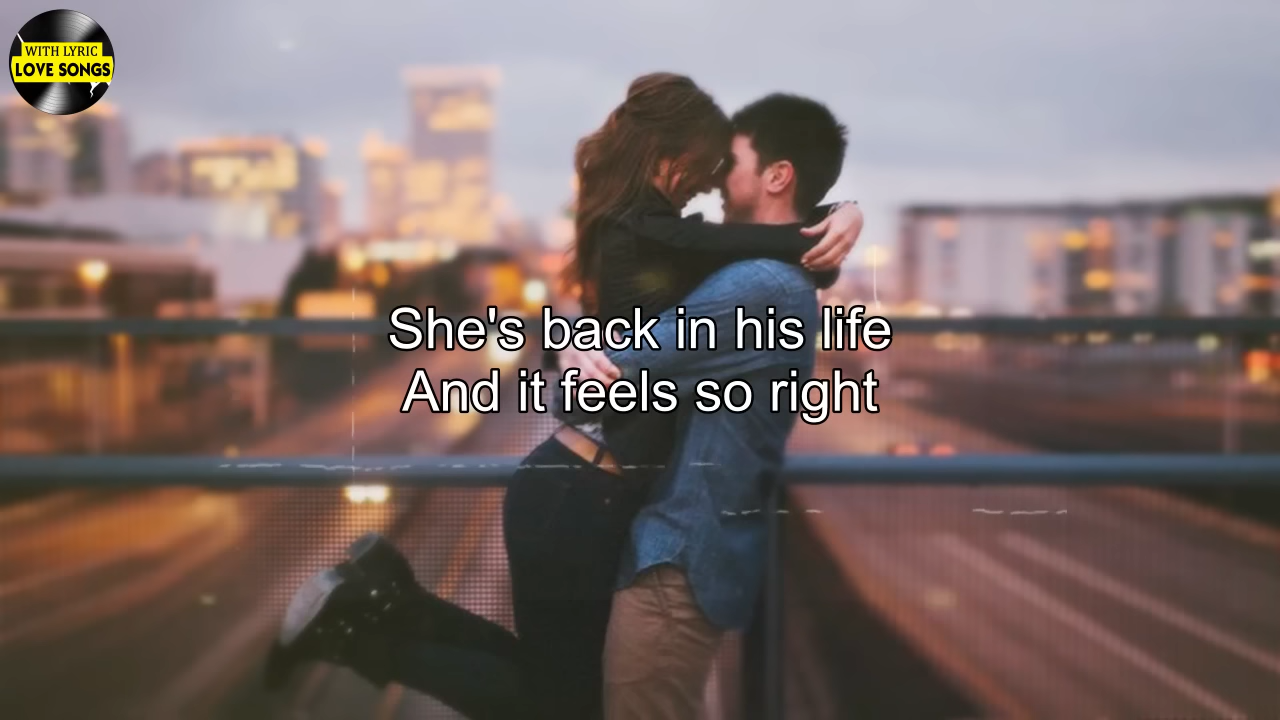 WITH LYRIC
LOVE SONGS
She's back in his life
And it feels so right